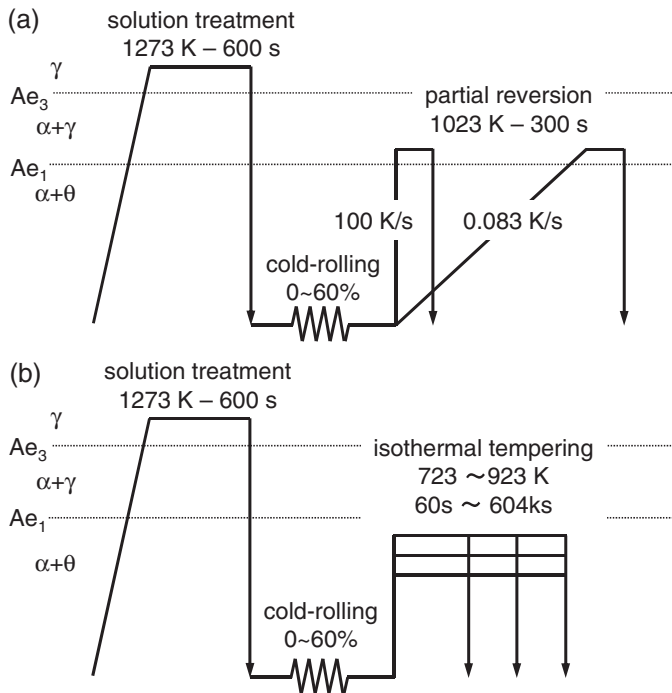 (a)
solution treatment
1273 K – 600 s
γ
Ae₃
α+γ
Ae₁
α+θ
partial reversion
1023 K – 300 s
100 K/s
0.083 K/s
cold-rolling
0~60%
(b)
solution treatment
1273 K – 600 s
γ
Ae₃
α+γ
Ae₁
α+θ
isothermal tempering
723 ~923 K
60s ~ 604ks
cold-rolling
0~60%